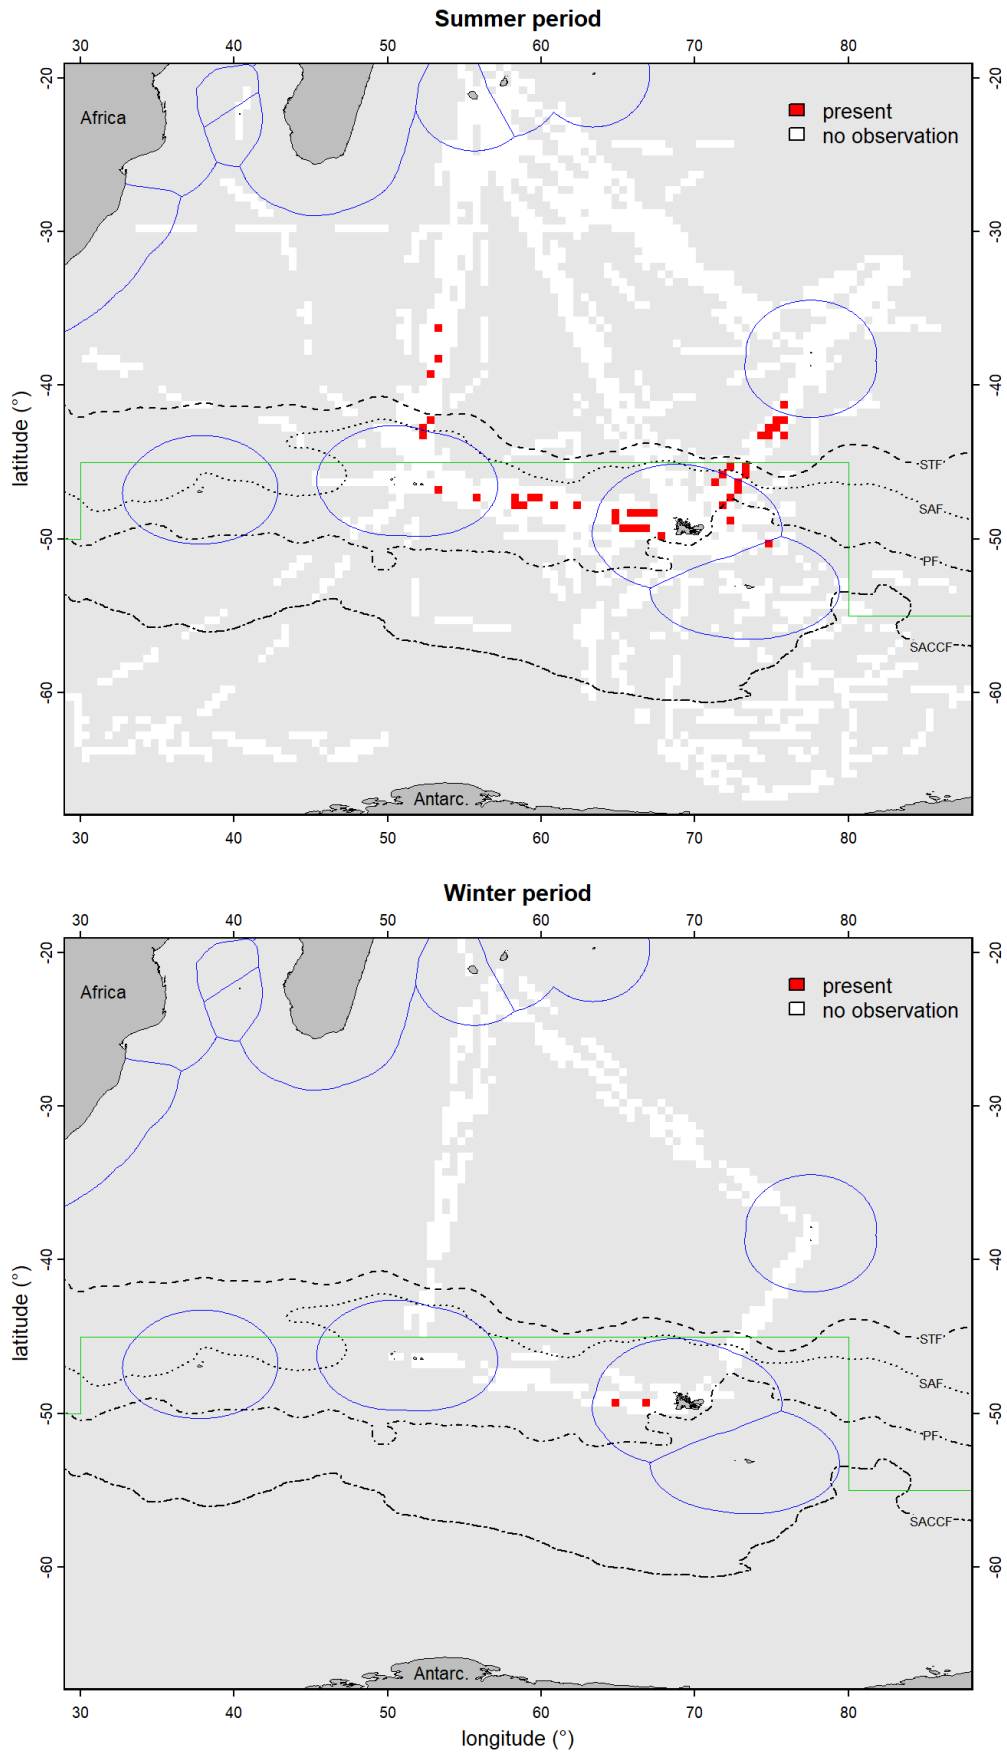 Summer period
30 40 50 60 70 80
-20 -20
Africa
present
no observation
-30 -30
latitude (°)
-40 -40
STF
SAF
-50 -50
PF
SACCF
-60 -60
Antarc.
30 40 50 60 70 80
Winter period
30 40 50 60 70 80
-20 -20
Africa
present
no observation
-30 -30
latitude (°)
-40 -40
STF
SAF
-50 -50
PF
SACCF
-60 -60
Antarc.
30 40 50 60 70 80
longitude (°)